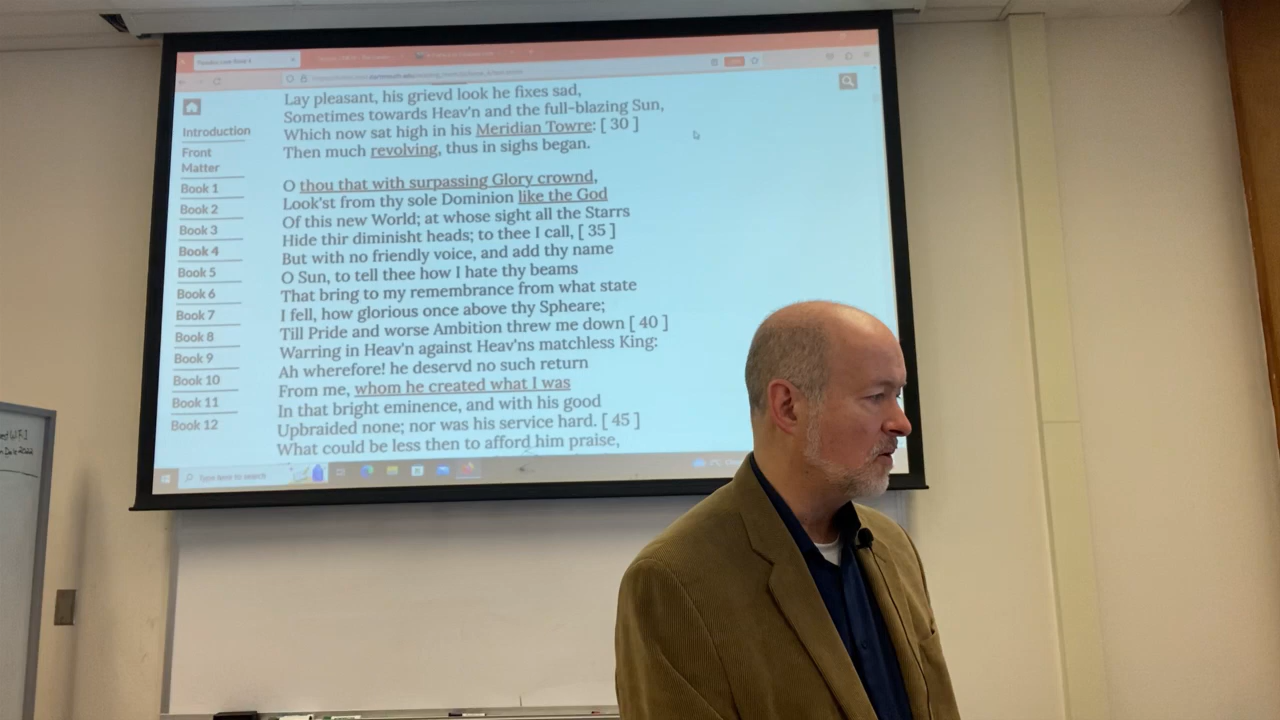 Lay pleasant, his grievd look he fixes sad,
Sometimes towards Heav'n and the full-blazing Sun,
Which now sat high in his Meridian Towre: [ 30 ]
Then much revolving, thus in sighs began.
O thou that with surpassing Glory crownd,
Look'st from thy sole Dominion like the God
Of this new World; at whose sight all the Starrs
Hide thir diminisht heads; to thee I call, [ 35 ]
But with no friendly voice, and add thy name
O Sun, to tell thee how I hate thy beams
That bring to my remembrance from what state
I fell, how glorious once above thy Spheare;
Till Pride and worse Ambition threw me down [ 40 ]
Warring in Heav'n against Heav'ns matchless King:
Ah wherefore! he deservd no such return
From me, whom he created what I was
In that bright eminence, and with his good
Upbraided none; nor was his service hard. [ 45 ]
What could be less then to afford him praise,
Introduction
Front
Matter
Book 1
Book 2
Book 3
Book 4
Book 5
Book 6
Book 7
Book 8
Book 9
Book 10
Book 11
Book 12
Type here to search